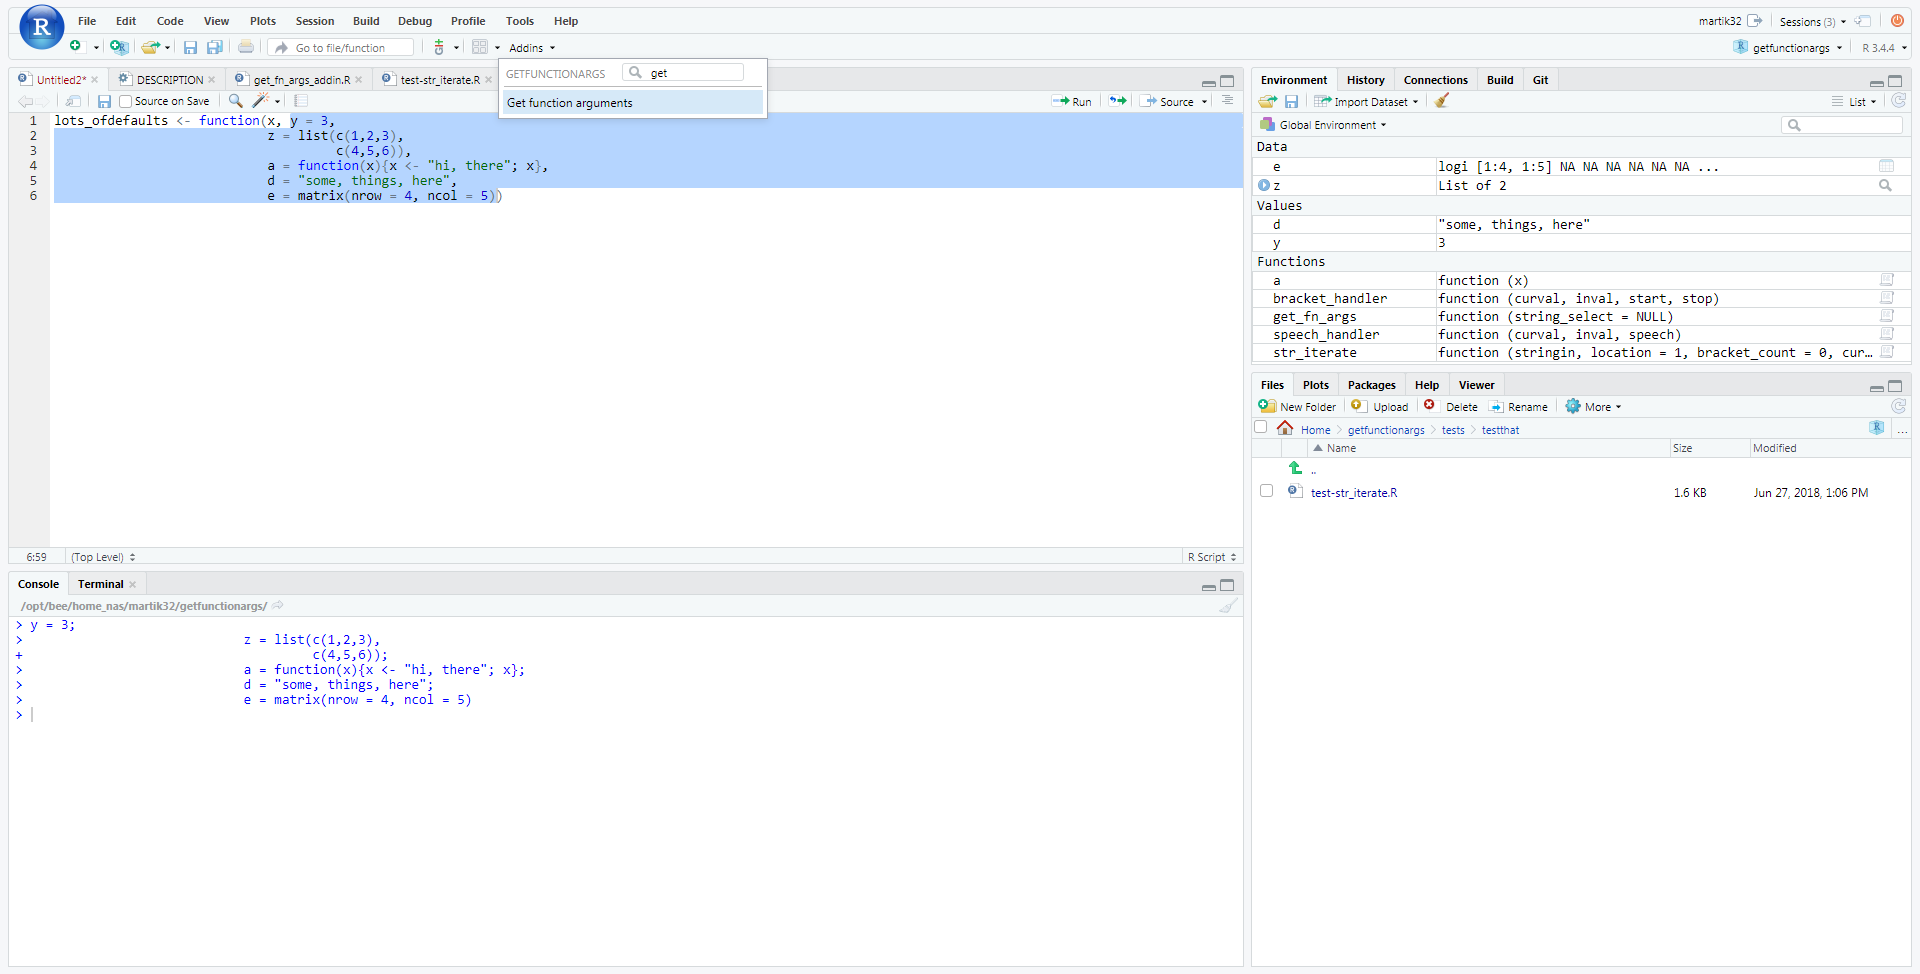 File Edit Code View Plots Session Build Debug Profile Tools Help
martik32 Sessions (3)
Go to file/function Addins
getfunctionargs R 3.4.4
GETFUNCTIONARGS get
Get function arguments
Untitled2* DESCRIPTION get_fn_args_addin.R test-str_iterate.R
Source on Save Run Source
1 lots_ofdefaults <- function(x, y = 3,
2 z = list(c(1,2,3),
3 c(4,5,6)),
4 a = function(x){x <- "hi, there"; x},
5 d = "some, things, here",
6 e = matrix(nrow = 4, ncol = 5))
6:59 (Top Level) R Script
Console Terminal
/opt/bee/home_nas/martik32/getfunctionargs/
> y = 3;
> z = list(c(1,2,3),
+ c(4,5,6));
> a = function(x){x <- "hi, there"; x};
> d = "some, things, here";
> e = matrix(nrow = 4, ncol = 5)
>
Environment History Connections Build Git
Import Dataset List
Global Environment
Data
e logi [1:4, 1:5] NA NA NA NA NA NA ...
z List of 2
Values
d "some, things, here"
y 3
Functions
a function (x)
bracket_handler function (curval, inval, start, stop)
get_fn_args function (string_select = NULL)
speech_handler function (curval, inval, speech)
str_iterate function (stringin, location = 1, bracket_count = 0, cur…
Files Plots Packages Help Viewer
New Folder Upload Delete Rename More
Home getfunctionargs tests testthat ...
Name Size Modified
..
test-str_iterate.R 1.6 KB Jun 27, 2018, 1:06 PM